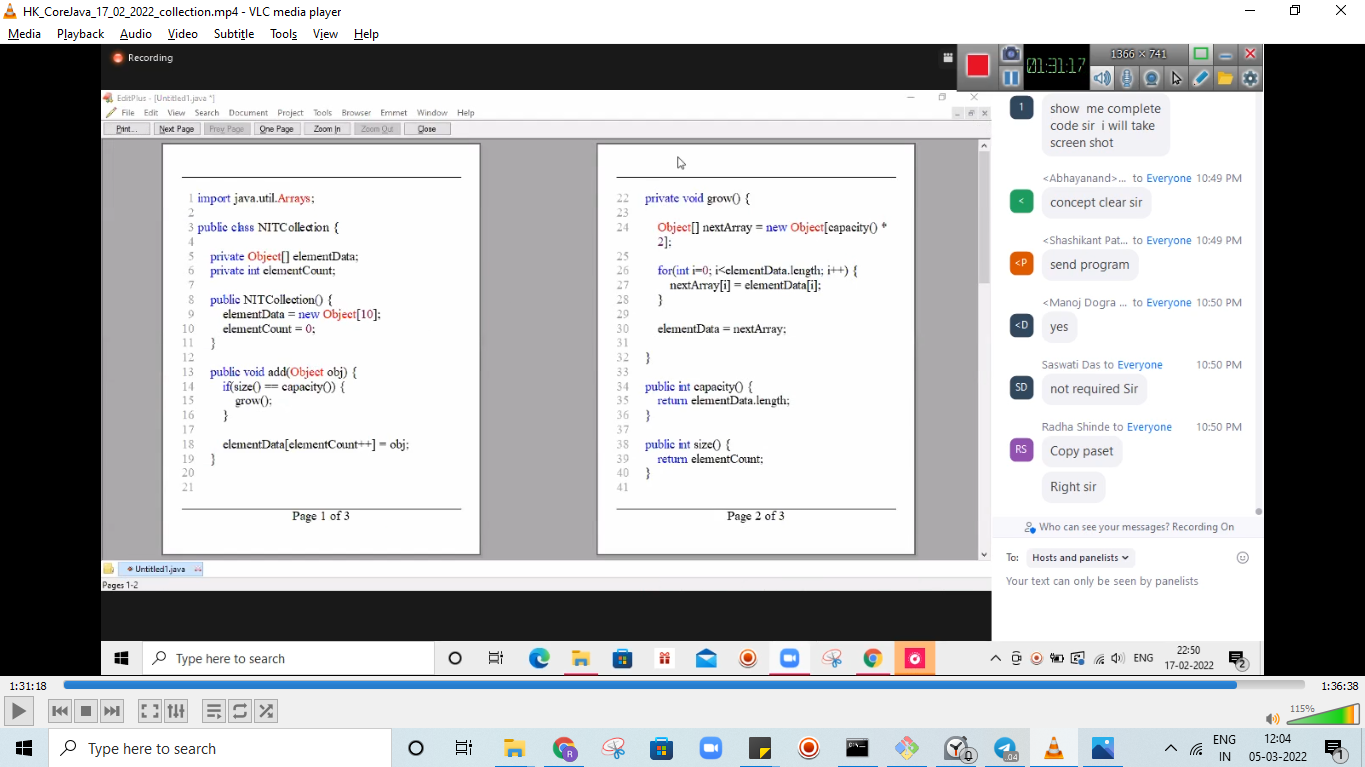 HK_CoreJava_17_02_2022_collection.mp4 - VLC media player
Media Playback Audio Video Subtitle Tools View Help
Recording
1366 × 741
01:31:17
EditPlus - [Untitled1.java *]
File Edit View Search Document Project Tools Browser Emmet Window Help
Print... Next Page Prev Page One Page Zoom In Zoom Out Close
1 import java.util.Arrays;
2
3 public class NITCollection {
4
5 private Object[] elementData;
6 private int elementCount;
7
8 public NITCollection() {
9 elementData = new Object[10];
10 elementCount = 0;
11 }
12
13 public void add(Object obj) {
14 if(size() == capacity()) {
15 grow();
16 }
17
18 elementData[elementCount++] = obj;
19 }
20
21
Page 1 of 3
22 private void grow() {
23
24 Object[] nextArray = new Object[capacity() *
2];
25
26 for(int i=0; i<elementData.length; i++) {
27 nextArray[i] = elementData[i];
28 }
29
30 elementData = nextArray;
31
32 }
33
34 public int capacity() {
35 return elementData.length;
36 }
37
38 public int size() {
39 return elementCount;
40 }
41
Page 2 of 3
Untitled1.java
Pages 1-2
1
show me complete
code sir i will take
screen shot
<Abhayanand>... to Everyone 10:49 PM
<
concept clear sir
<Shashikant Pat... to Everyone 10:49 PM
<P
send program
<Manoj Dogra ... to Everyone 10:50 PM
<D
yes
Saswati Das to Everyone 10:50 PM
SD
not required Sir
Radha Shinde to Everyone 10:50 PM
RS
Copy paset
Right sir
Who can see your messages? Recording On
To: Hosts and panelists
Your text can only be seen by panelists
Type here to search
ENG
22:50
17-02-2022
2
1:31:18
1:36:38
115%
Type here to search
R
.04
ENG
IN
12:04
05-03-2022
1